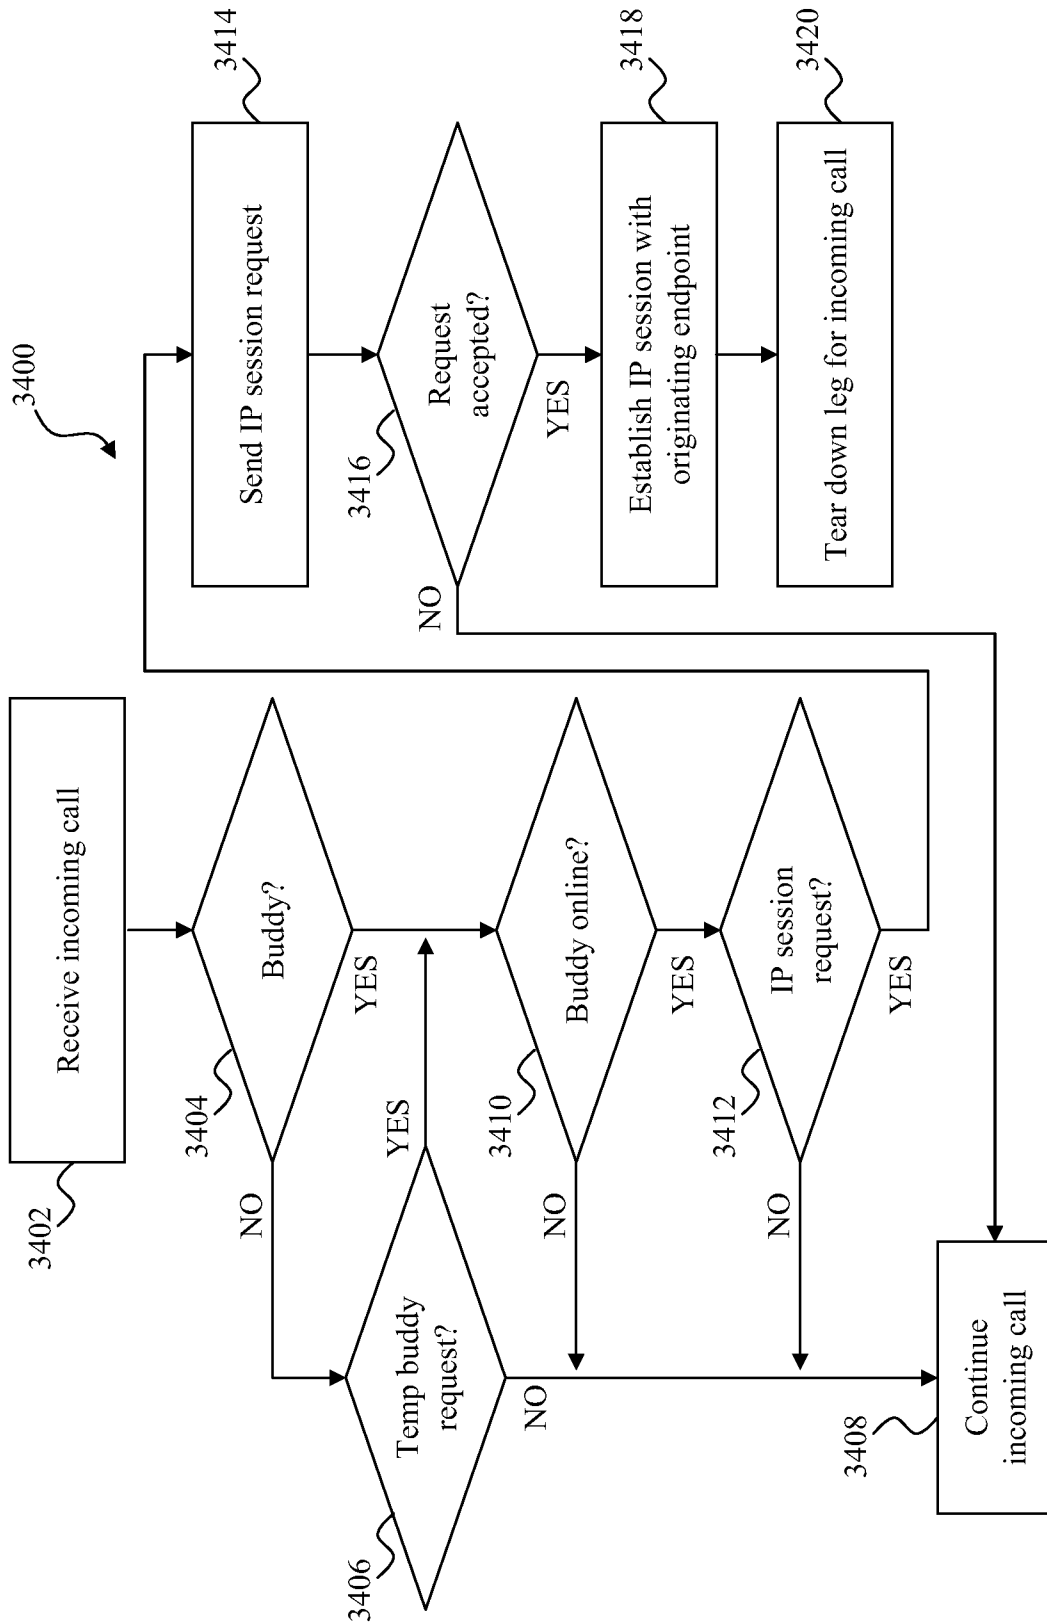 3400
Receive incoming call
3402
Buddy?
3404
NO
YES
Temp buddy
request?
3406
YES
NO
Buddy online?
3410
NO
YES
IP session
request?
3412
NO
YES
Continue
incoming call
3408
Send IP session request
3414
Request
accepted?
3416
NO
YES
Establish IP session with
originating endpoint
3418
Tear down leg for incoming call
3420